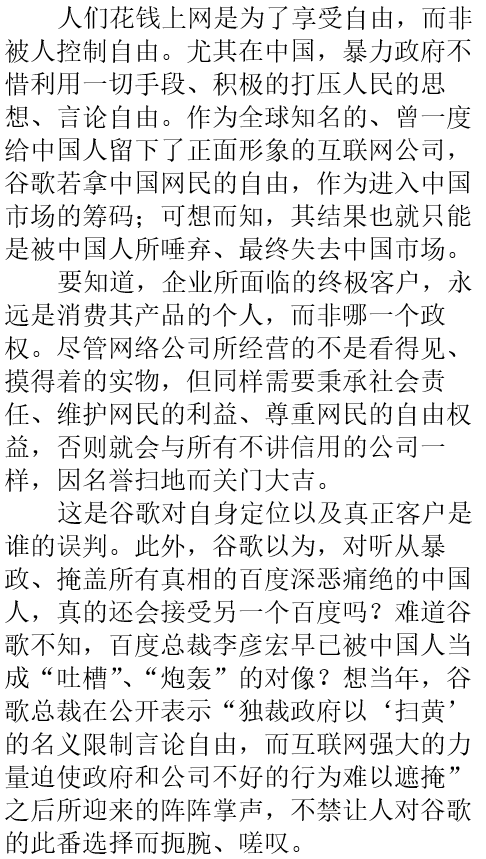 人们花钱上网是为了享受自由，而非
被人控制自由。尤其在中国，暴力政府不
惜利用一切手段、积极的打压人民的思
想、言论自由。作为全球知名的、曾一度
给中国人留下了正面形象的互联网公司，
谷歌若拿中国网民的自由，作为进入中国
市场的筹码；可想而知，其结果也就只能
是被中国人所唾弃、最终失去中国市场。
要知道，企业所面临的终极客户，永
远是消费其产品的个人，而非哪一个政
权。尽管网络公司所经营的不是看得见、
摸得着的实物，但同样需要秉承社会责
任、维护网民的利益、尊重网民的自由权
益，否则就会与所有不讲信用的公司一
样，因名誉扫地而关门大吉。
这是谷歌对自身定位以及真正客户是
谁的误判。此外，谷歌以为，对听从暴
政、掩盖所有真相的百度深恶痛绝的中国
人，真的还会接受另一个百度吗？难道谷
歌不知，百度总裁李彦宏早已被中国人当
成“吐槽”、“炮轰”的对像？想当年，谷
歌总裁在公开表示“独裁政府以‘扫黄’
的名义限制言论自由，而互联网强大的力
量迫使政府和公司不好的行为难以遮掩”
之后所迎来的阵阵掌声，不禁让人对谷歌
的此番选择而扼腕、嗟叹。